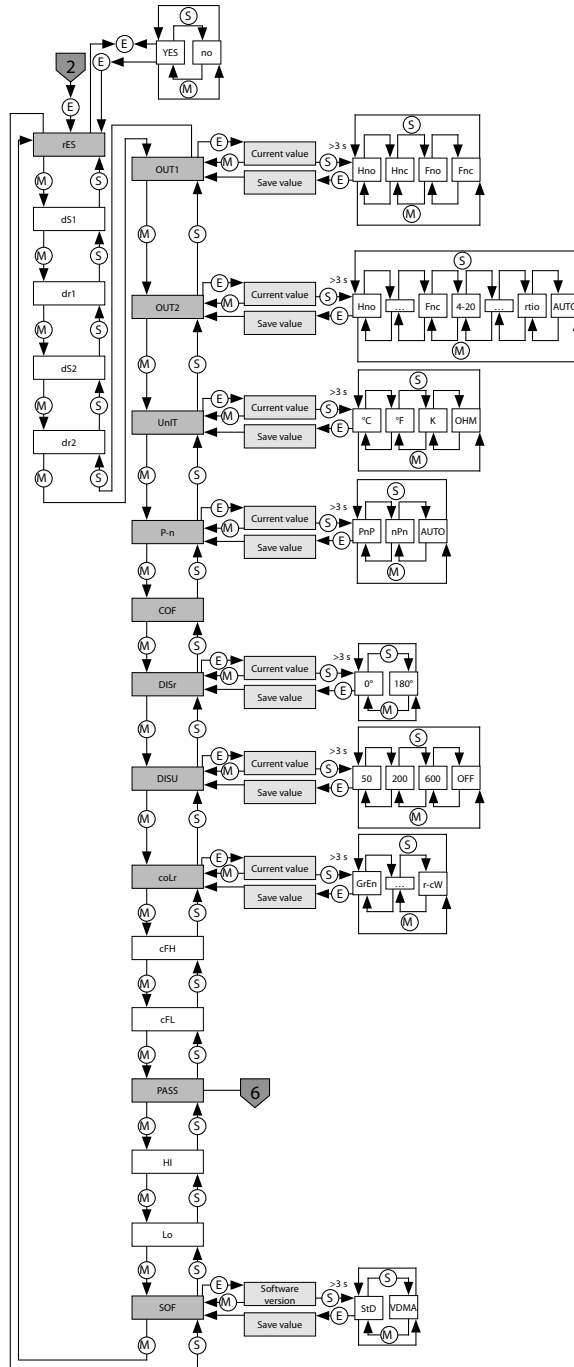 S
E YES no
E
M
2
E
rES
M S
dS1
M S
dr1
M S
dS2
M S
dr2
M S
OUT1 E Current value >3 s S
M S Hno Hnc Fno Fnc
Save value E
M
M S
OUT2 E Current value >3 s S
M S Hno ... Fnc 4-20 ... rtio AUTO
Save value E
M
M S
UnIT E Current value >3 s S
M S °C °F K OHM
Save value E
M
M S
P-n E Current value >3 s S
M S PnP nPn AUTO
Save value E
M
M S
COF
M S
DISr E Current value >3 s S
M S 0° 180°
Save value E
M
M S
DISU E Current value >3 s S
M S 50 200 600 OFF
Save value E
M
M S
coLr E Current value >3 s S
M S GrEn ... r-cW
Save value E
M
M S
cFH
M S
cFL
M S
PASS 6
M S
HI
M S
Lo
M S
SOF E Software
version >3 s S
M S StD VDMA
Save value E
M
M S